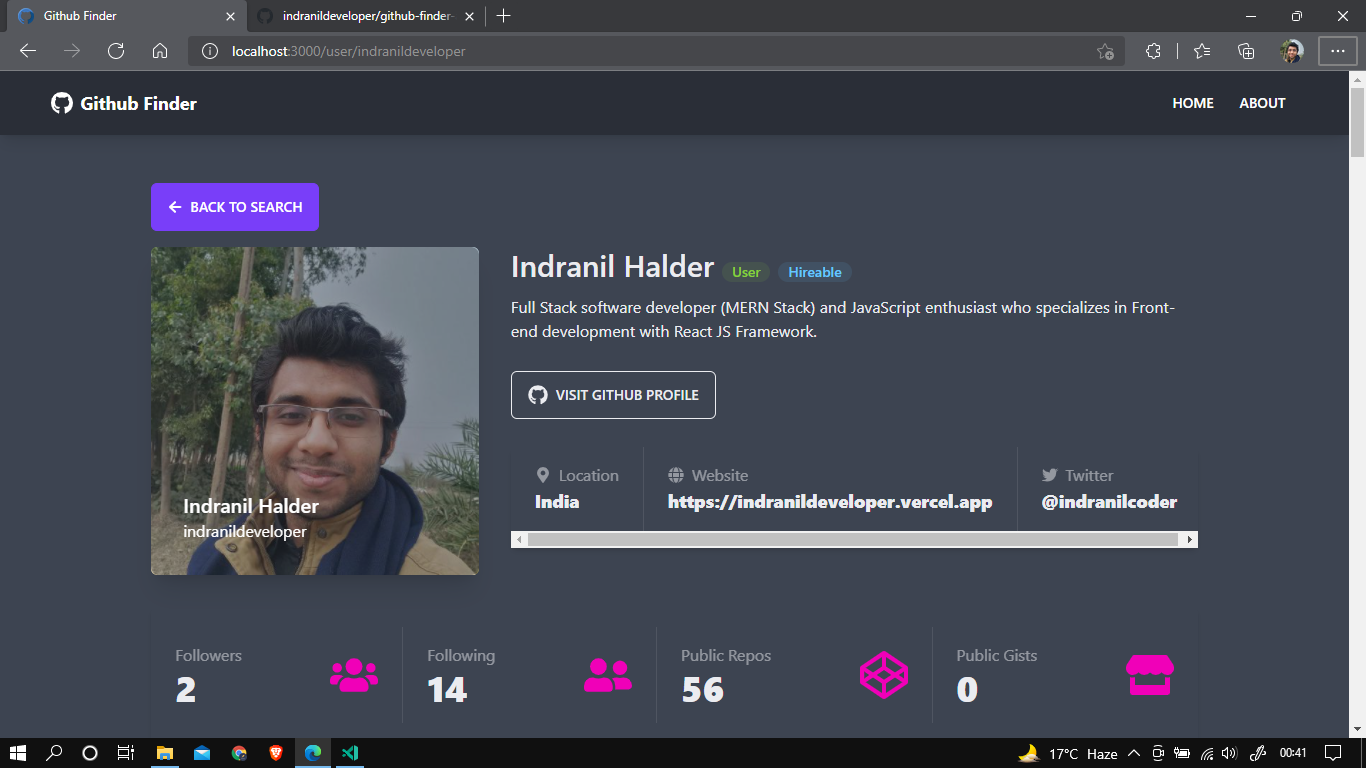 Github Finder
indranildeveloper/github-finder-
localhost:3000/user/indranildeveloper
Github Finder
HOME
ABOUT
BACK TO SEARCH
Indranil Halder
User
Hireable
Full Stack software developer (MERN Stack) and JavaScript enthusiast who specializes in Front-
end development with React JS Framework.
VISIT GITHUB PROFILE
Indranil Halder
indranildeveloper
Location
India
Website
https://indranildeveloper.vercel.app
Twitter
@indranilcoder
Followers
2
Following
14
Public Repos
56
Public Gists
0
17°C Haze
00:41